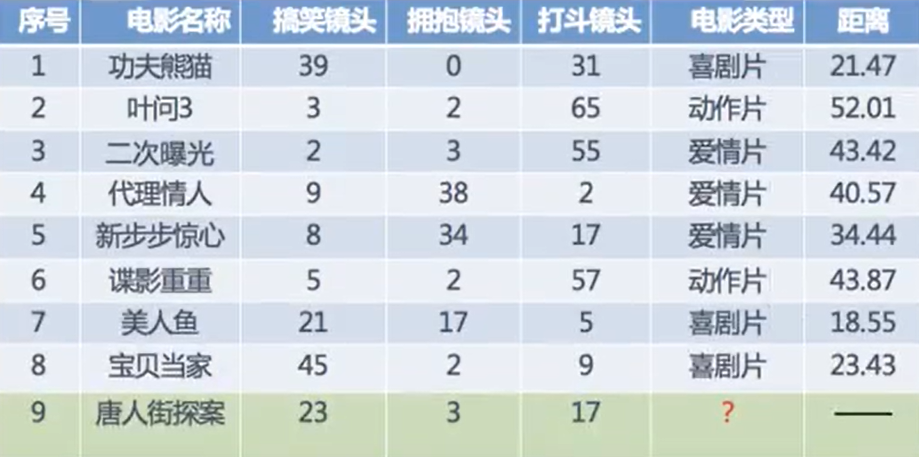 序号 电影名称 搞笑镜头 拥抱镜头 打斗镜头 电影类型 距离
1 功夫熊猫 39 0 31 喜剧片 21.47
2 叶问3 3 2 65 动作片 52.01
3 二次曝光 2 3 55 爱情片 43.42
4 代理情人 9 38 2 爱情片 40.57
5 新步步惊心 8 34 17 爱情片 34.44
6 谍影重重 5 2 57 动作片 43.87
7 美人鱼 21 17 5 喜剧片 18.55
8 宝贝当家 45 2 9 喜剧片 23.43
9 唐人街探案 23 3 17 ? ——